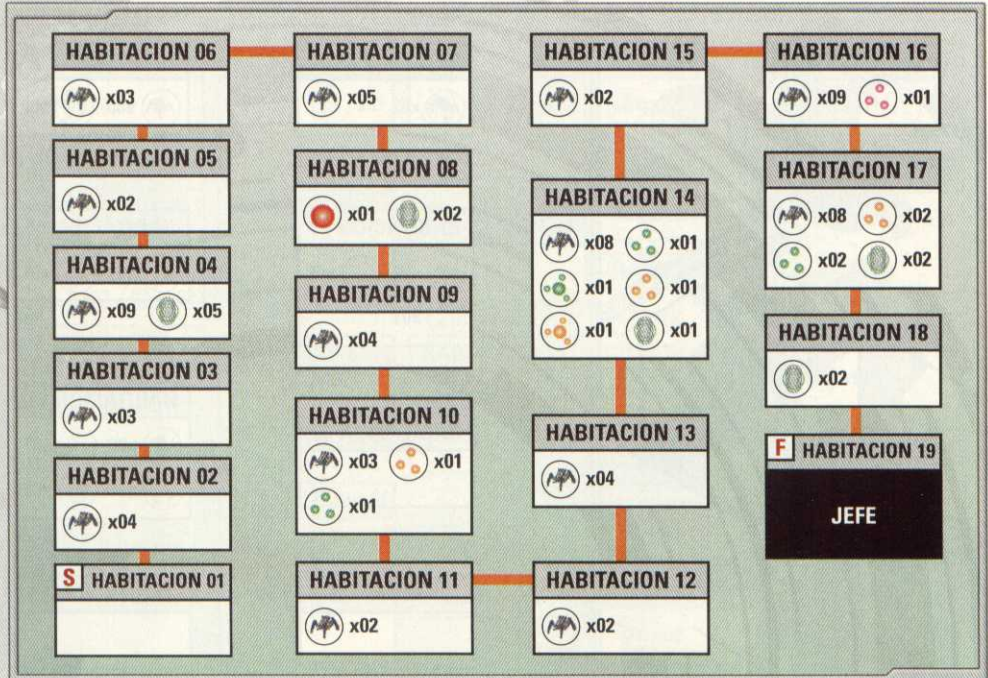 HABITACION 06
x03
HABITACION 05
x02
HABITACION 04
x09 x05
HABITACION 03
x03
HABITACION 02
x04
S HABITACION 01
HABITACION 07
x05
HABITACION 08
x01 x02
HABITACION 09
x04
HABITACION 10
x03 x01
x01
HABITACION 11
x02
HABITACION 15
x02
HABITACION 14
x08 x01
x01 x01
x01 x01
HABITACION 13
x04
HABITACION 12
x02
HABITACION 16
x09 x01
HABITACION 17
x08 x02
x02 x02
HABITACION 18
x02
F HABITACION 19
JEFE